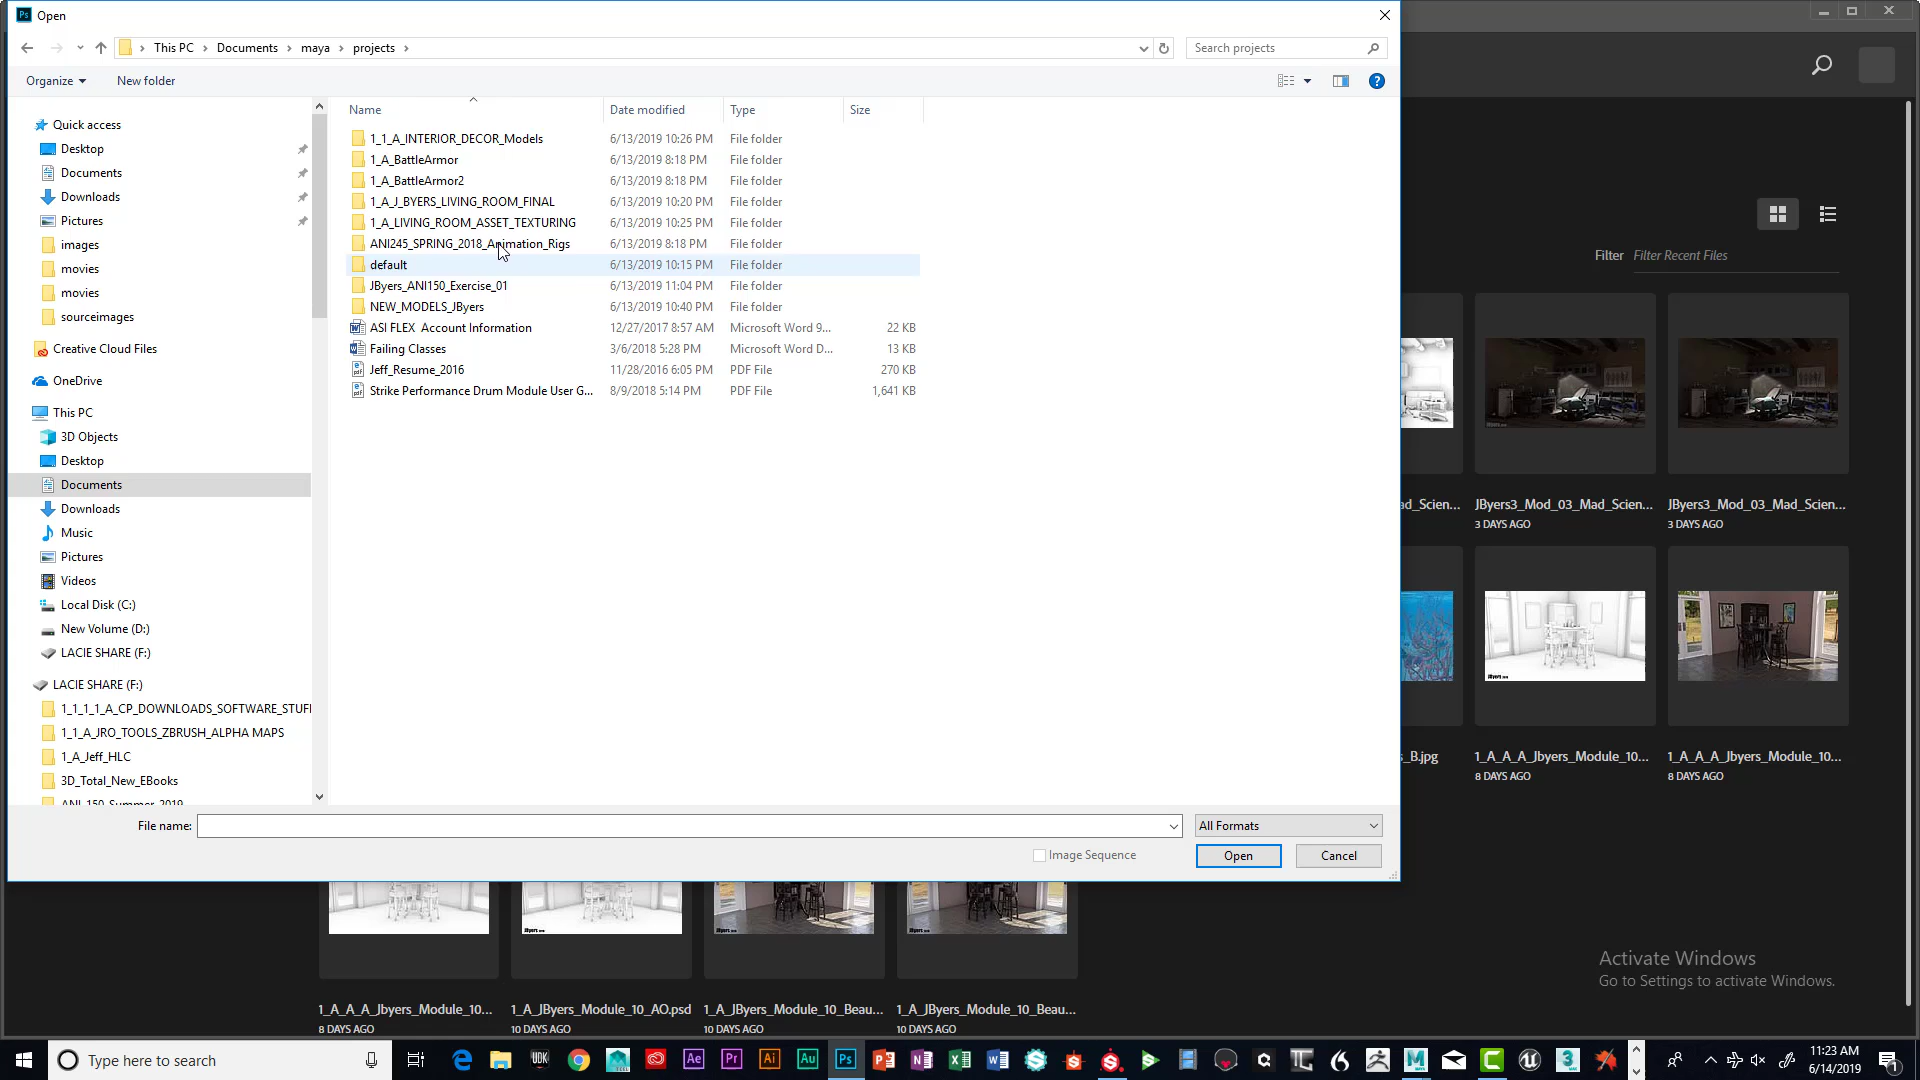 Open
This PC
Documents
maya
projects
Search projects
Organize
New folder
Name
Date modified
Type
Size
Quick access
Desktop
Documents
Downloads
Pictures
images
movies
movies
sourceimages
Creative Cloud Files
OneDrive
This PC
3D Objects
Desktop
Documents
Downloads
Music
Pictures
Videos
Local Disk (C:)
New Volume (D:)
LACIE SHARE (F:)
LACIE SHARE (F:)
1_1_1_1_A_CP_DOWNLOADS_SOFTWARE_STUFF
1_1_A_JRO_TOOLS_ZBRUSH_ALPHA MAPS
1_A_Jeff_HLC
3D_Total_New_EBooks
ANI_150_Summer_2019
1_1_A_INTERIOR_DECOR_Models 6/13/2019 10:26 PM File folder
1_A_BattleArmor 6/13/2019 8:18 PM File folder
1_A_BattleArmor2 6/13/2019 8:18 PM File folder
1_A_J_BYERS_LIVING_ROOM_FINAL 6/13/2019 10:20 PM File folder
1_A_LIVING_ROOM_ASSET_TEXTURING 6/13/2019 10:25 PM File folder
ANI245_SPRING_2018_Animation_Rigs 6/13/2019 8:18 PM File folder
default 6/13/2019 10:15 PM File folder
JByers_ANI150_Exercise_01 6/13/2019 11:04 PM File folder
NEW_MODELS_JByers 6/13/2019 10:40 PM File folder
ASI FLEX Account Information 12/27/2017 8:57 AM Microsoft Word 9... 22 KB
Failing Classes 3/6/2018 5:28 PM Microsoft Word D... 13 KB
Jeff_Resume_2016 11/28/2016 6:05 PM PDF File 270 KB
Strike Performance Drum Module User G... 8/9/2018 5:14 PM PDF File 1,641 KB
File name:
All Formats
Image Sequence
Open
Cancel
Filter
Filter Recent Files
ad_Scien...
JByers3_Mod_03_Mad_Scien...
3 DAYS AGO
JByers3_Mod_03_Mad_Scien...
3 DAYS AGO
s_B.jpg
1_A_A_A_Jbyers_Module_10...
8 DAYS AGO
1_A_A_A_Jbyers_Module_10...
8 DAYS AGO
1_A_A_A_Jbyers_Module_10...
8 DAYS AGO
1_A_JByers_Module_10_AO.psd
10 DAYS AGO
1_A_JByers_Module_10_Beau...
10 DAYS AGO
1_A_JByers_Module_10_Beau...
10 DAYS AGO
Activate Windows
Go to Settings to activate Windows.
Type here to search
11:23 AM
6/14/2019